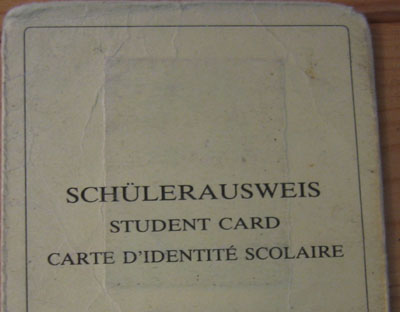 SCHÜLERAUSWEIS
STUDENT CARD
CARTE D'IDENTITÉ SCOLAIRE